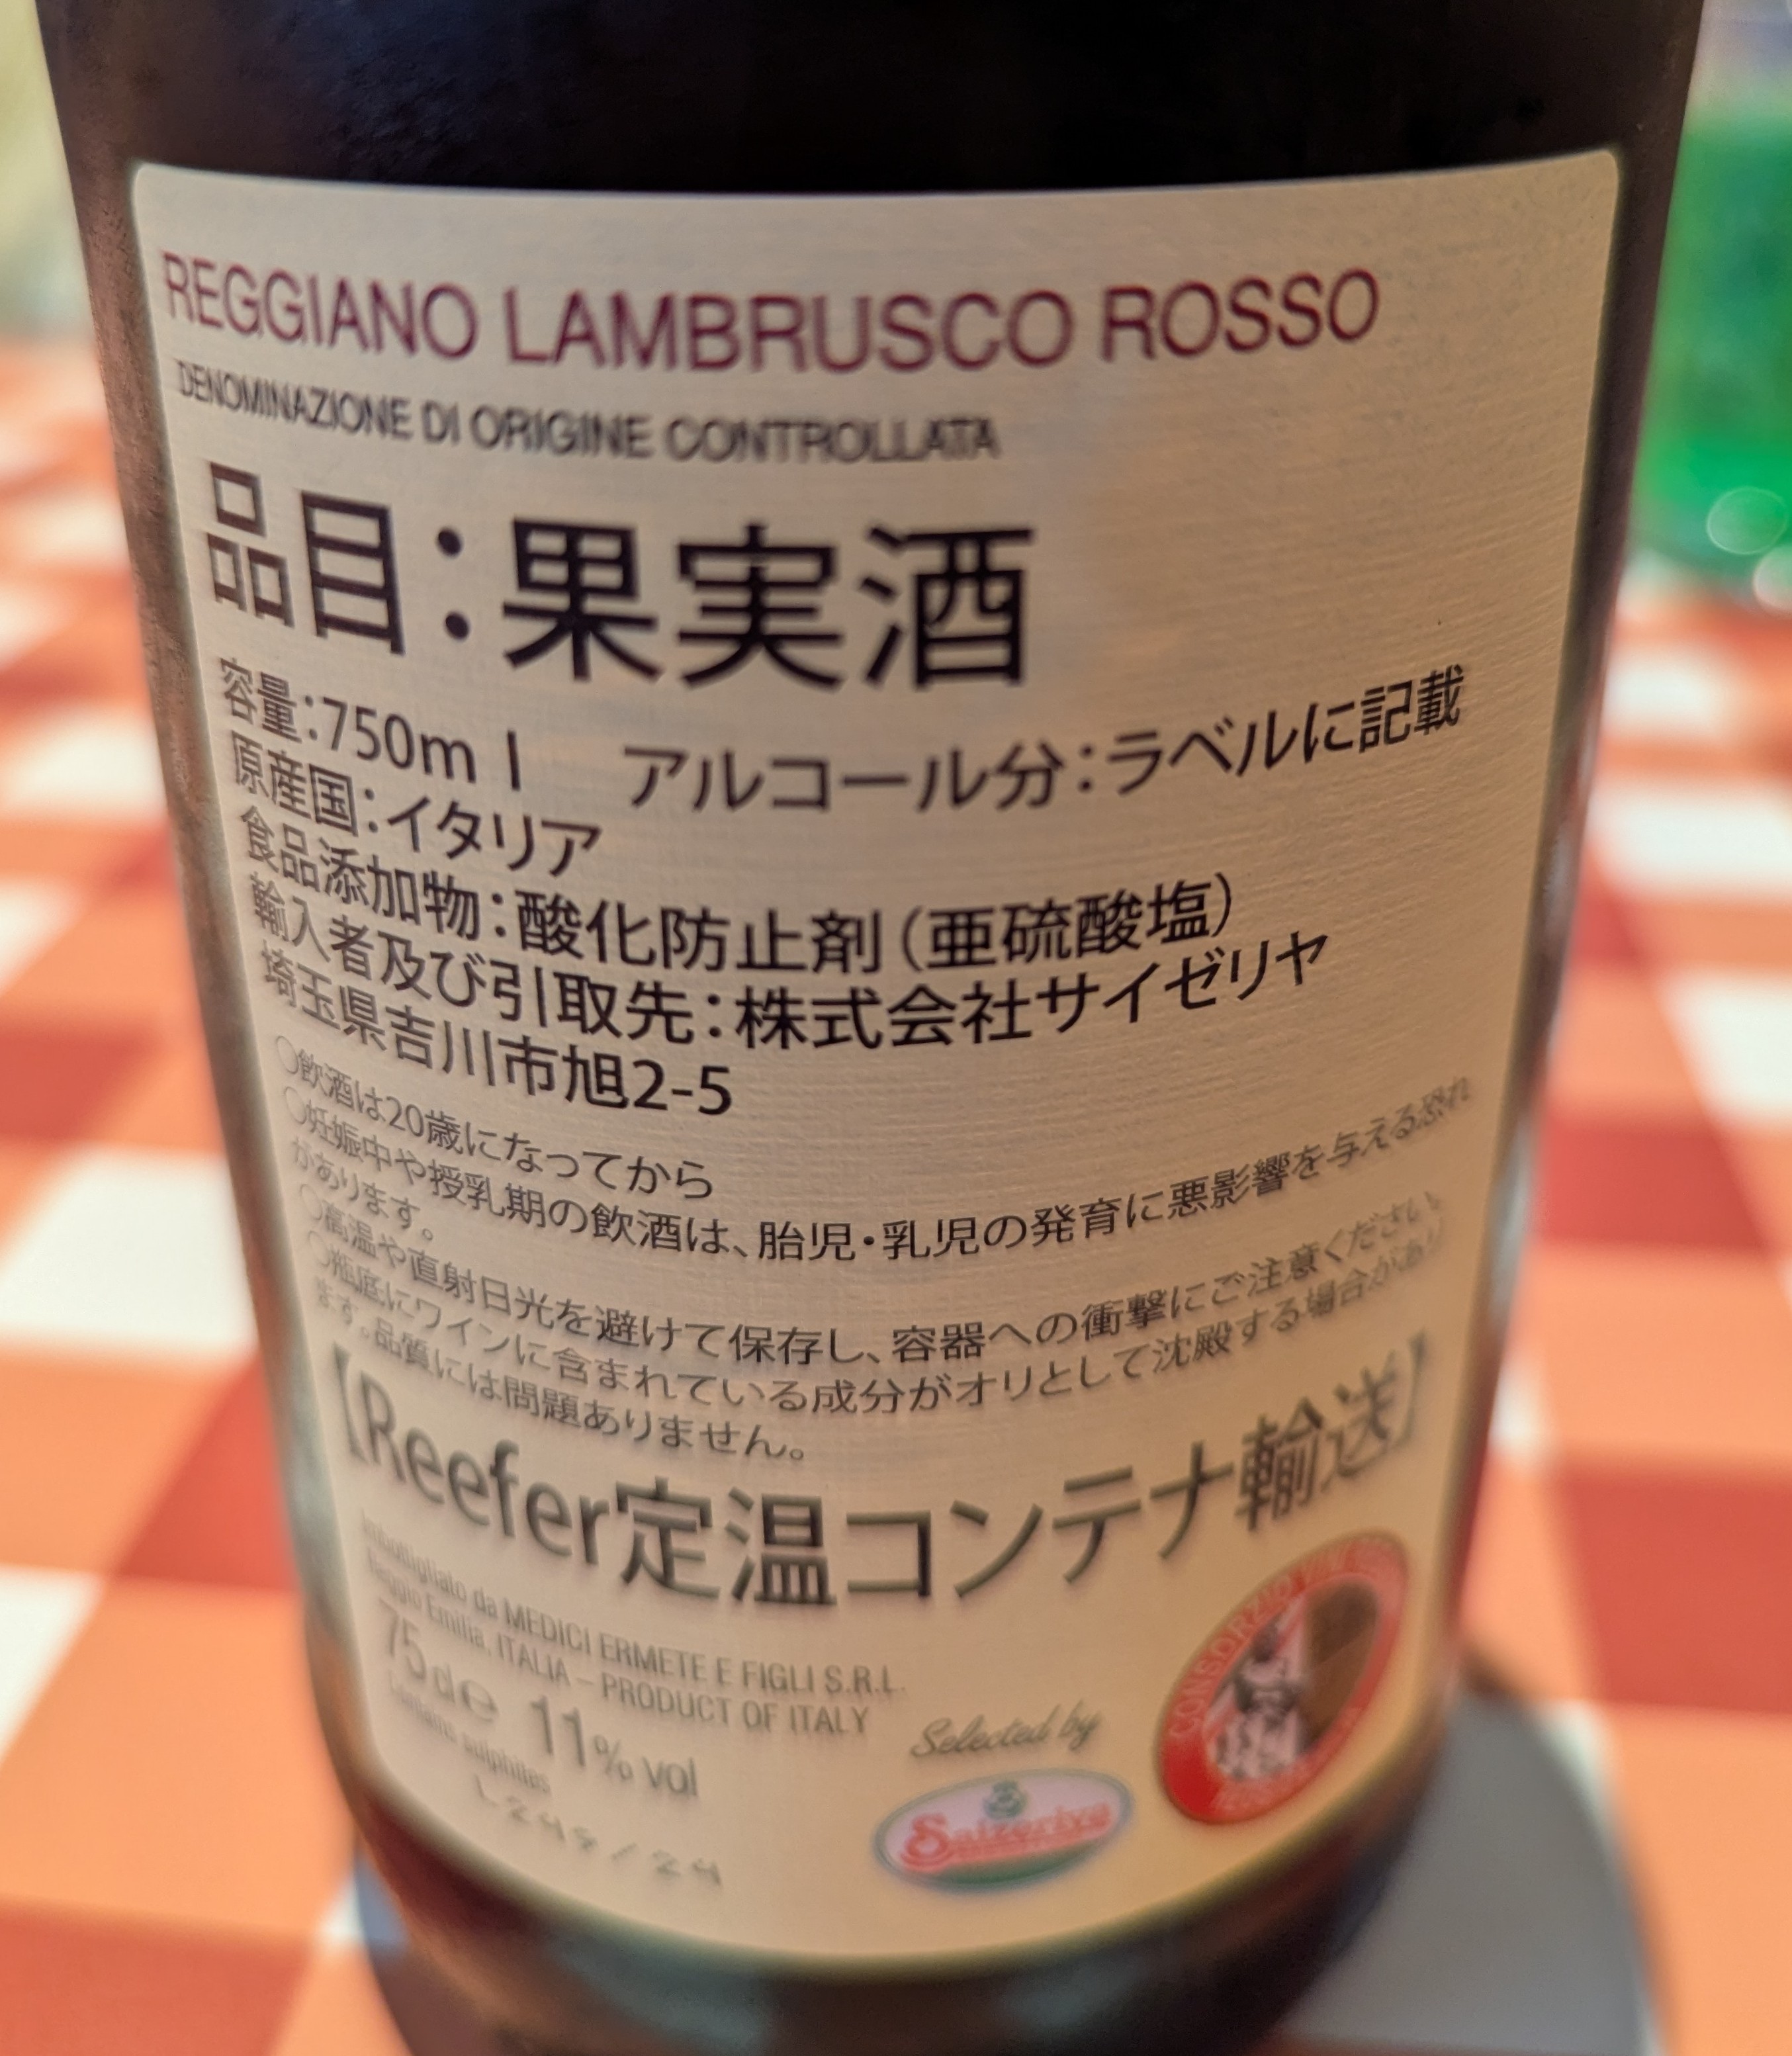 REGGIANO LAMBRUSCO ROSSO
DENOMINAZIONE DI ORIGINE CONTROLLATA
品目：果実酒
容量：750ml　アルコール分：ラベルに記載
原産国：イタリア
食品添加物：酸化防止剤（亜硫酸塩）
輸入者及び引取先：株式会社サイゼリヤ
埼玉県吉川市旭2-5
○飲酒は20歳になってから
○妊娠中や授乳期の飲酒は、胎児・乳児の発育に悪影響を与える恐れ
があります。
○高温や直射日光を避けて保存し、容器への衝撃にご注意ください。
○瓶底にワインに含まれている成分がオリとして沈殿する場合があり
ます。品質には問題ありません。
【Reefer定温コンテナ輸送】
Imbottigliato da MEDICI ERMETE E FIGLI S.R.L.
Reggio Emilia, ITALIA – PRODUCT OF ITALY
75 cl e 11% vol
Contains sulphites
L 249/24
Selected by
Saizeriya
CONSORZIO